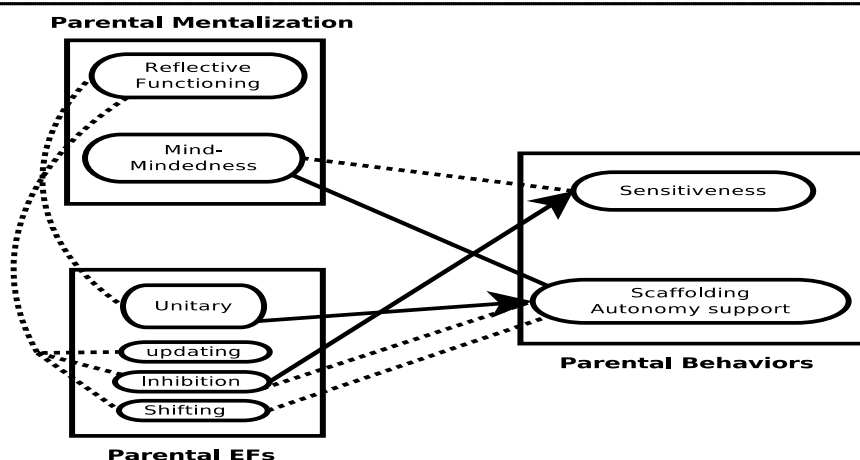 Parental Mentalization
Reflective
Functioning
Mind-
Mindedness
Sensitiveness
Unitary
Scaffolding
Autonomy support
updating
Inhibition
Shifting
Parental Behaviors
Parental EFs